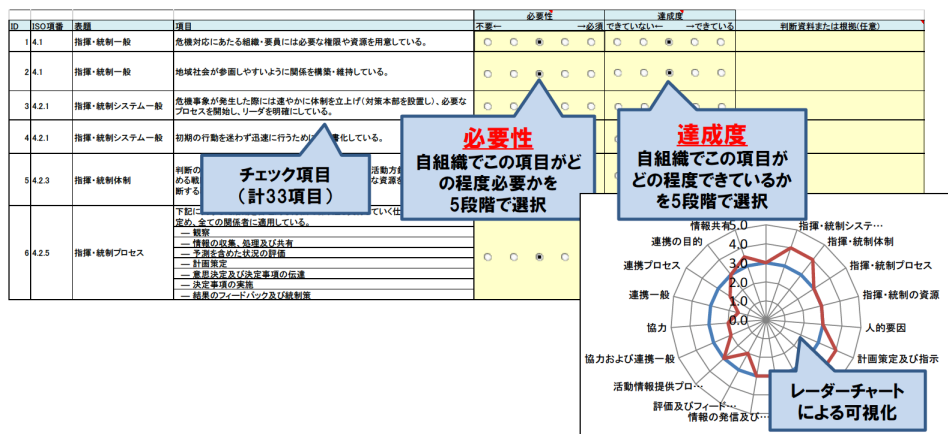 必要性 達成度
ID ISO項番 表題 項目 不要← →必須 できていない← →できている 判断資料または根拠(任意)
1 4.1 指揮・統制一般 危機対応にあたる組織・要員には必要な権限や資源を用意している。
2 4.1 指揮・統制一般 地域社会が参画しやすいように関係を構築・維持している。
3 4.2.1 指揮・統制システム一般 危機事象が発生した際には速やかに体制を立上げ(対策本部を設置し)、必要な
プロセスを開始し、リーダを明確にしている。
4 4.2.1 指揮・統制システム一般 初期の行動を迷わず迅速に行うために 書化している。
5 4.2.3 指揮・統制体制 判断の 活動方
める戦 な資源を
断する
6 4.2.5 指揮・統制プロセス 下記に ていく仕
定め、全ての関係者に適用している。
― 観察
― 情報の収集、処理及び共有
― 予測を含めた状況の評価
― 計画策定
― 意思決定及び決定事項の伝達
― 決定事項の実施
― 結果のフィードバック及び統制策
チェック項目
(計33項目)
必要性
自組織でこの項目がど
の程度必要かを
5段階で選択
達成度
自組織でこの項目が
どの程度できているか
を5段階で選択
情報共有 5.0 指揮・統制システ…
連携の目的 4.0 指揮・統制体制
連携プロセス 3.0 指揮・統制プロセス
連携一般 2.0 指揮・統制の資源
1.0
協力 0.0 人的要因
協力および連携一般 計画策定及び指示
活動情報提供プロ…
評価及びフィード…
情報の発信及び…
レーダーチャート
による可視化